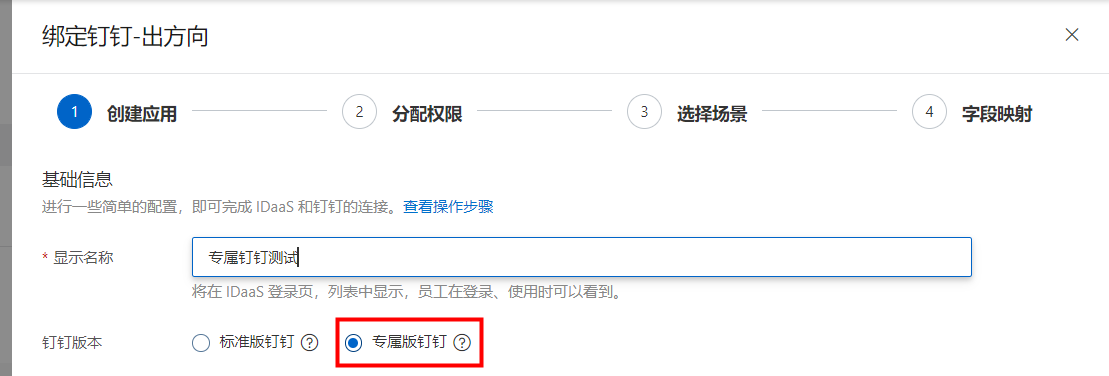 绑定钉钉-出方向
1 创建应用 2 分配权限 3 选择场景 4 字段映射
基础信息
进行一些简单的配置，即可完成 IDaaS 和钉钉的连接。查看操作步骤
* 显示名称 专属钉钉测试
将在 IDaaS 登录页，列表中显示，员工在登录、使用时可以看到。
钉钉版本 标准版钉钉 ? 专属版钉钉 ?